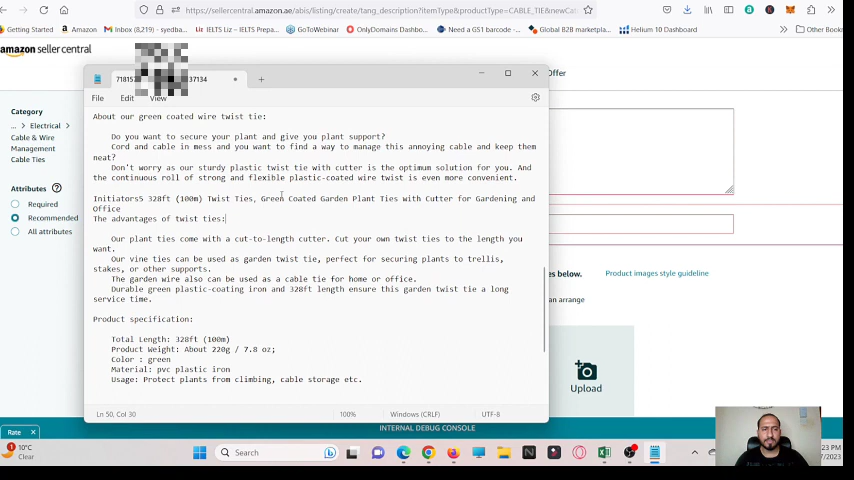 https://sellercentral.amazon.ae/abis/listing/create/tang_description?itemType&productType=CABLE_TIE&newCa
Getting Started
Amazon
Inbox (8,219) - syedba...
IELTS Liz – Prepara...
GoToWebinar
OnlyDomains Dashbo...
Need a GS1 barcode -...
Global B2B marketpla...
Helium 10 Dashboard
Other Book
amazon seller central
Offer
Category
... > Electrical >
Cable & Wire
Management
Cable Ties
Attributes
Required
Recommended
All attributes
71815
37134
File Edit View
About our green coated wire twist tie:
Do you want to secure your plant and give you plant support?
Cord and cable in mess and you want to find a way to manage this annoying cable and keep them
neat?
Don't worry as our sturdy plastic twist tie with cutter is the optimum solution for you. And
the continuous roll of strong and flexible plastic-coated wire twist is even more convenient.
Initiators5 328ft (100m) Twist Ties, Green Coated Garden Plant Ties with Cutter for Gardening and
Office
The advantages of twist ties:
Our plant ties come with a cut-to-length cutter. Cut your own twist ties to the length you
want.
Our vine ties can be used as garden twist tie, perfect for securing plants to trellis,
stakes, or other supports.
The garden wire also can be used as a cable tie for home or office.
Durable green plastic-coating iron and 328ft length ensure this garden twist tie a long
service time.
Product specification:
Total Length: 328ft (100m)
Product Weight: About 220g / 7.8 oz;
Color : green
Material: pvc plastic iron
Usage: Protect plants from climbing, cable storage etc.
Ln 50, Col 30
100%
Windows (CRLF)
UTF-8
es below.
Product images style guideline
an arrange
Upload
INTERNAL DEBUG CONSOLE
Rate
10°C
Clear
Search